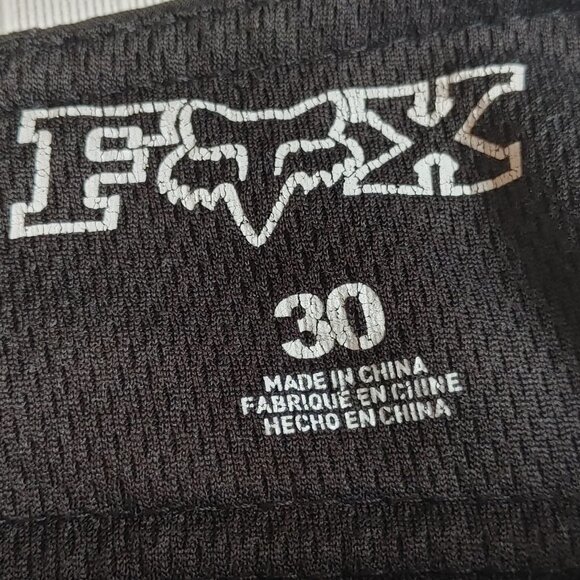 FOX
30
MADE IN CHINA
FABRIQUÉ EN CHINE
HECHO EN CHINA